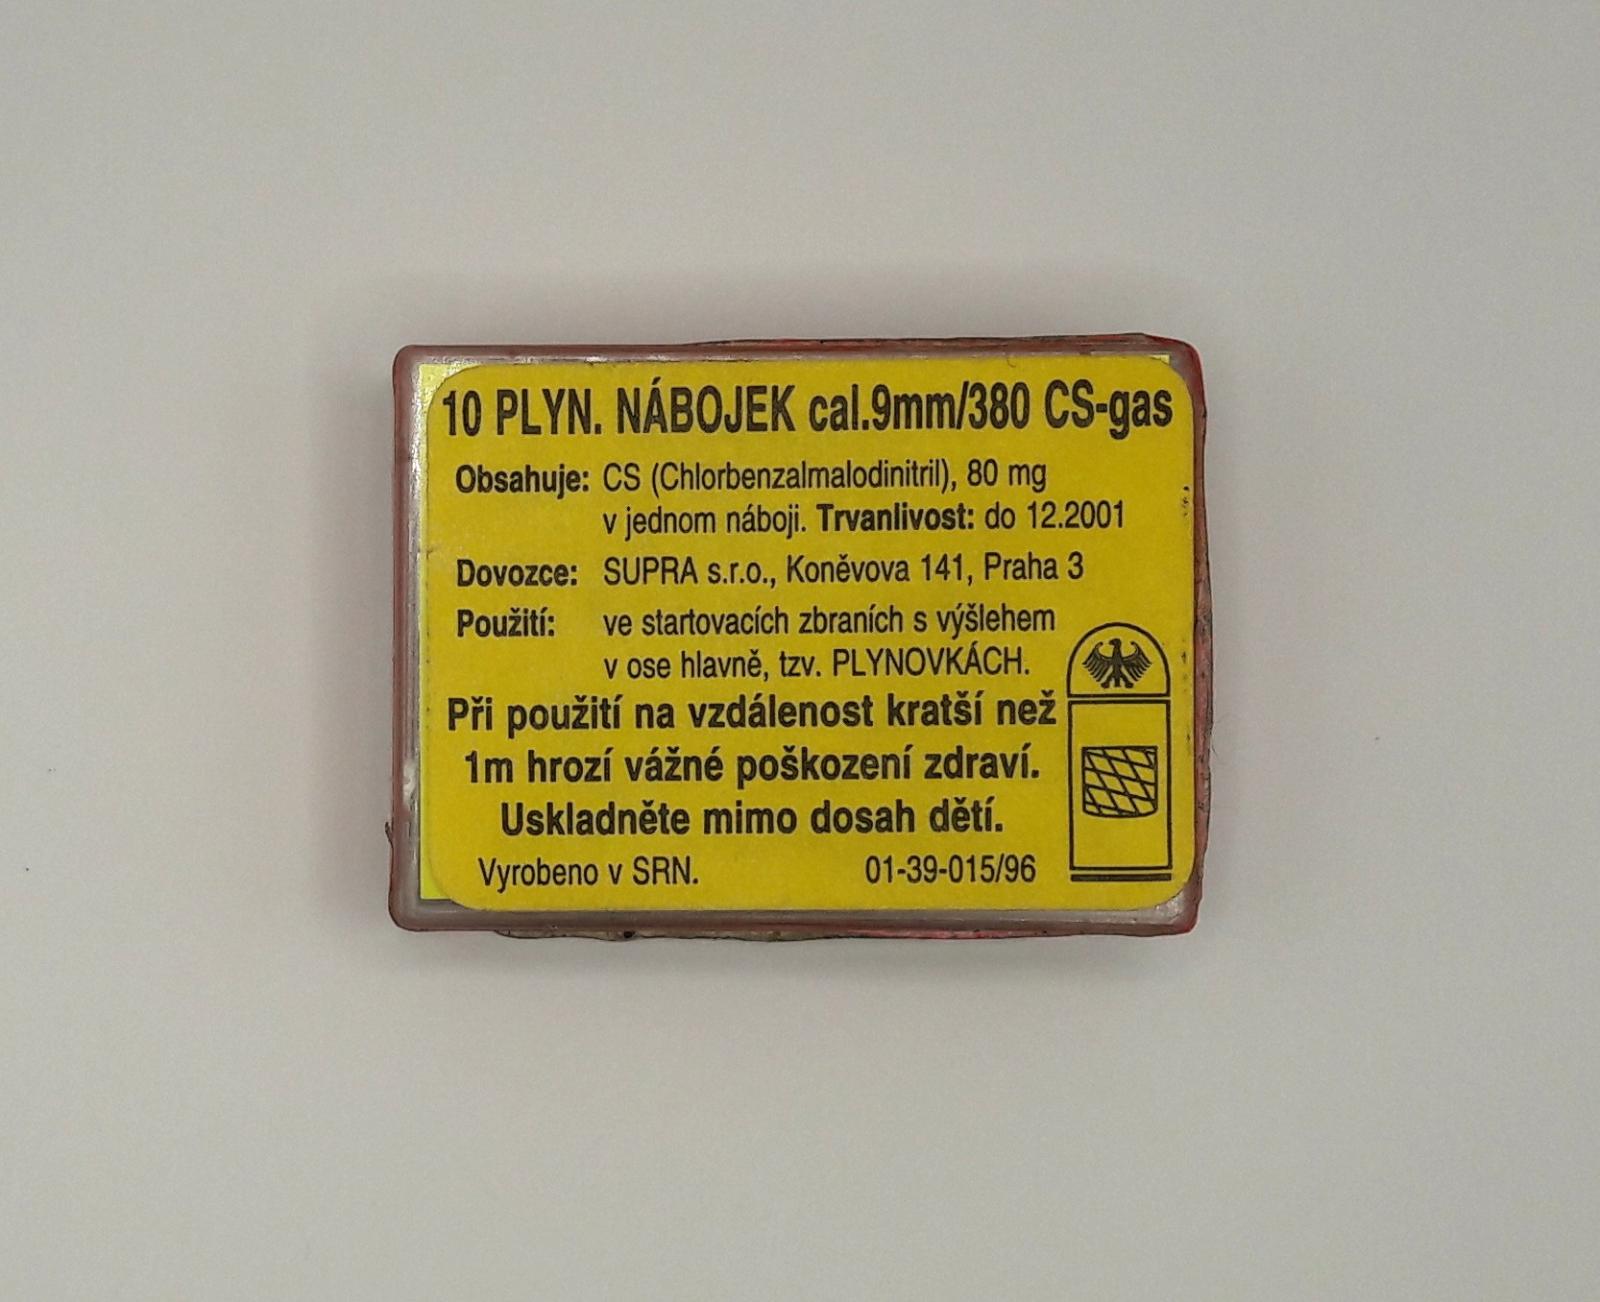 10 PLYN. NÁBOJEK cal.9mm/380 CS-gas
Obsahuje: CS (Chlorbenzalmalodinitril), 80 mg
v jednom náboji. Trvanlivost: do 12.2001
Dovozce: SUPRA s.r.o., Koněvova 141, Praha 3
Použití: ve startovacích zbraních s výšlehem
v ose hlavně, tzv. PLYNOVKÁCH.
Při použití na vzdálenost kratší než
1m hrozí vážné poškození zdraví.
Uskladněte mimo dosah dětí.
Vyrobeno v SRN. 01-39-015/96